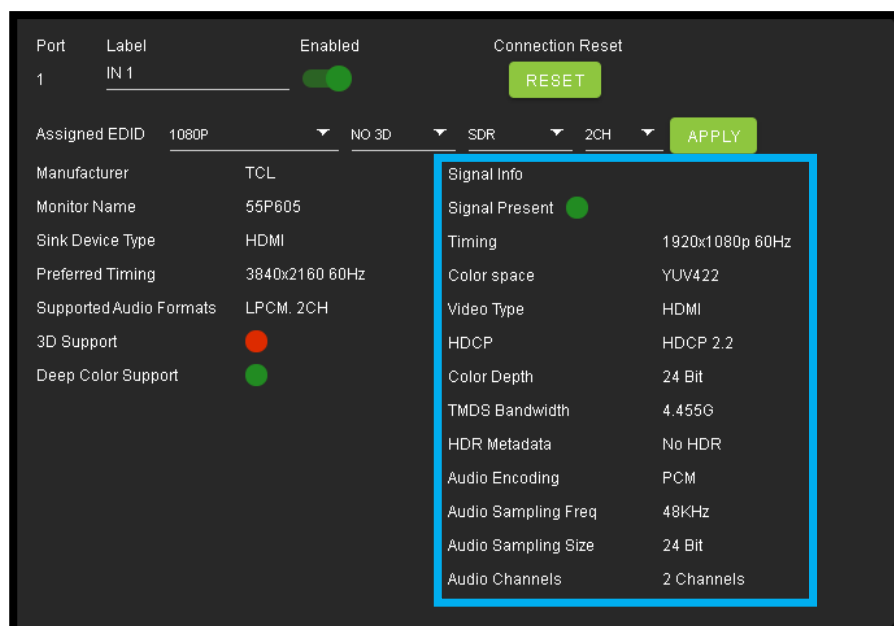 Port Label Enabled Connection Reset
1 IN 1 RESET
Assigned EDID 1080P NO 3D SDR 2CH APPLY
Manufacturer TCL
Monitor Name 55P605
Sink Device Type HDMI
Preferred Timing 3840x2160 60Hz
Supported Audio Formats LPCM. 2CH
3D Support
Deep Color Support
Signal Info
Signal Present
Timing 1920x1080p 60Hz
Color space YUV422
Video Type HDMI
HDCP HDCP 2.2
Color Depth 24 Bit
TMDS Bandwidth 4.455G
HDR Metadata No HDR
Audio Encoding PCM
Audio Sampling Freq 48KHz
Audio Sampling Size 24 Bit
Audio Channels 2 Channels